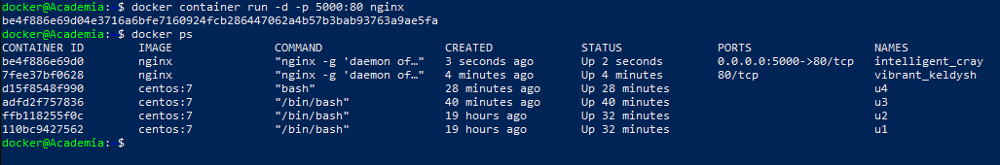 docker@Academia: $ docker container run -d -p 5000:80 nginx
be4f886e69d04e3716a6bfe7160924fcb286447062a4b57b3bab93763a9ae5fa
docker@Academia: $ docker ps
CONTAINER ID IMAGE COMMAND CREATED STATUS PORTS NAMES
be4f886e69d0 nginx "nginx -g 'daemon of…" 3 seconds ago Up 2 seconds 0.0.0.0:5000->80/tcp intelligent_cray
7fee37bf0628 nginx "nginx -g 'daemon of…" 4 minutes ago Up 4 minutes 80/tcp vibrant_keldysh
d15f8548f990 centos:7 "bash" 28 minutes ago Up 28 minutes u4
adfd2f757836 centos:7 "/bin/bash" 40 minutes ago Up 40 minutes u3
ffb118255f0c centos:7 "/bin/bash" 19 hours ago Up 32 minutes u2
110bc9427562 centos:7 "/bin/bash" 19 hours ago Up 32 minutes u1
docker@Academia: $